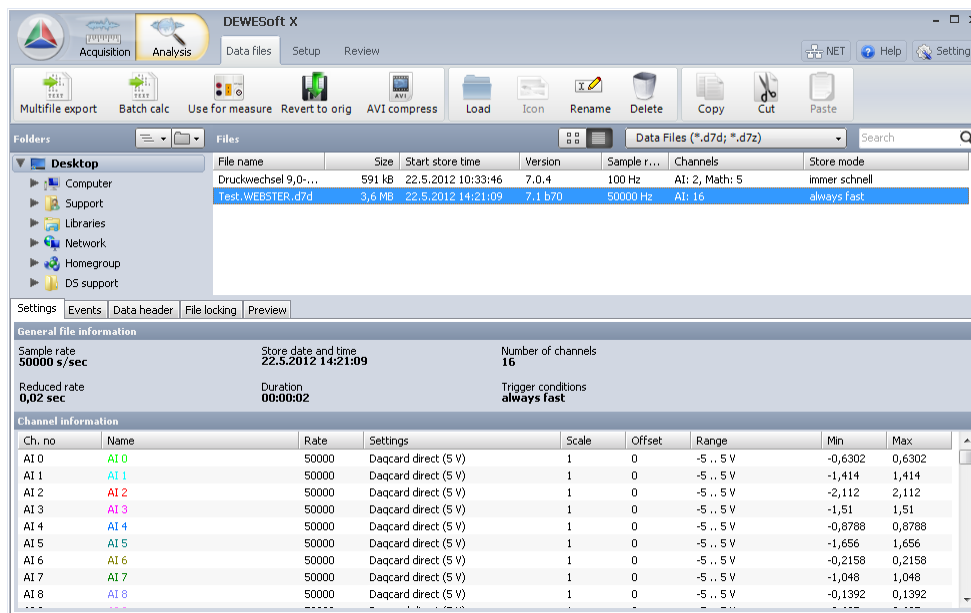 DEWESoft X
Acquisition Analysis Data files Setup Review NET Help Setting
Multifile export Batch calc Use for measure Revert to orig AVI compress Load Icon Rename Delete Copy Cut Paste
Folders Files Data Files (*.d7d; *.d7z) Search
Desktop File name Size Start store time Version Sample r... Channels Store mode
Computer Druckwechsel 9,0-... 591 kB 22.5.2012 10:33:46 7.0.4 100 Hz AI: 2, Math: 5 immer schnell
Support Test.WEBSTER.d7d 3,6 MB 22.5.2012 14:21:09 7.1 b70 50000 Hz AI: 16 always fast
Libraries
Network
Homegroup
DS support
Settings Events Data header File locking Preview
General file information
Sample rate Store date and time Number of channels
50000 s/sec 22.5.2012 14:21:09 16
Reduced rate Duration Trigger conditions
0,02 sec 00:00:02 always fast
Channel information
Ch. no Name Rate Settings Scale Offset Range Min Max
AI 0 AI 0 50000 Daqcard direct (5 V) 1 0 -5 .. 5 V -0,6302 0,6302
AI 1 AI 1 50000 Daqcard direct (5 V) 1 0 -5 .. 5 V -1,414 1,414
AI 2 AI 2 50000 Daqcard direct (5 V) 1 0 -5 .. 5 V -2,112 2,112
AI 3 AI 3 50000 Daqcard direct (5 V) 1 0 -5 .. 5 V -1,51 1,51
AI 4 AI 4 50000 Daqcard direct (5 V) 1 0 -5 .. 5 V -0,8788 0,8788
AI 5 AI 5 50000 Daqcard direct (5 V) 1 0 -5 .. 5 V -1,656 1,656
AI 6 AI 6 50000 Daqcard direct (5 V) 1 0 -5 .. 5 V -0,2158 0,2158
AI 7 AI 7 50000 Daqcard direct (5 V) 1 0 -5 .. 5 V -1,048 1,048
AI 8 AI 8 50000 Daqcard direct (5 V) 1 0 -5 .. 5 V -0,1392 0,1392